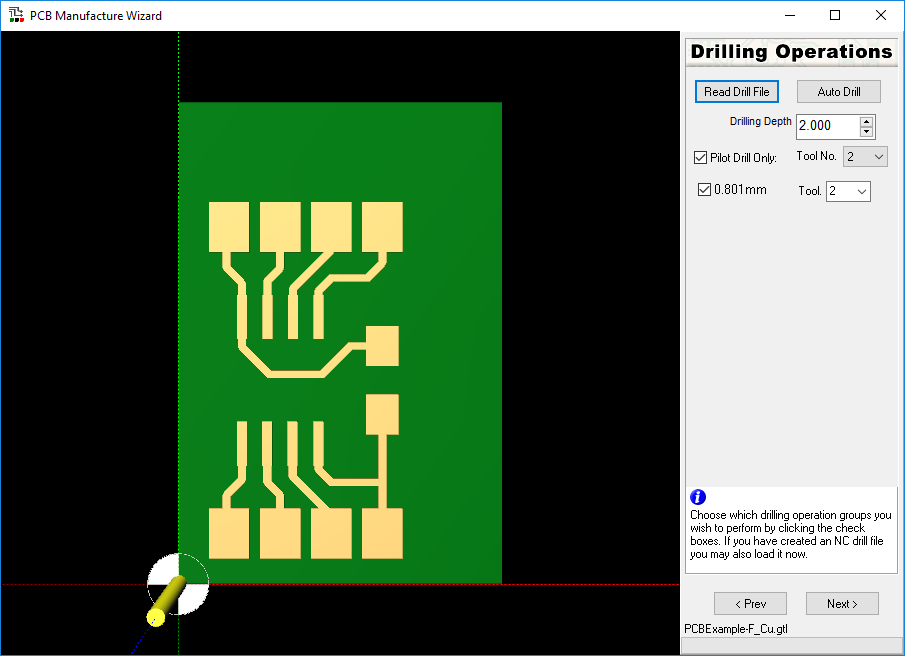 PCB Manufacture Wizard
Drilling Operations
Read Drill File
Auto Drill
Drilling Depth 2.000
Pilot Drill Only: Tool No. 2
0.801mm Tool. 2
Choose which drilling operation groups you
wish to perform by clicking the check
boxes. If you have created an NC drill file
you may also load it now.
< Prev
Next >
PCBExample-F_Cu.gtl